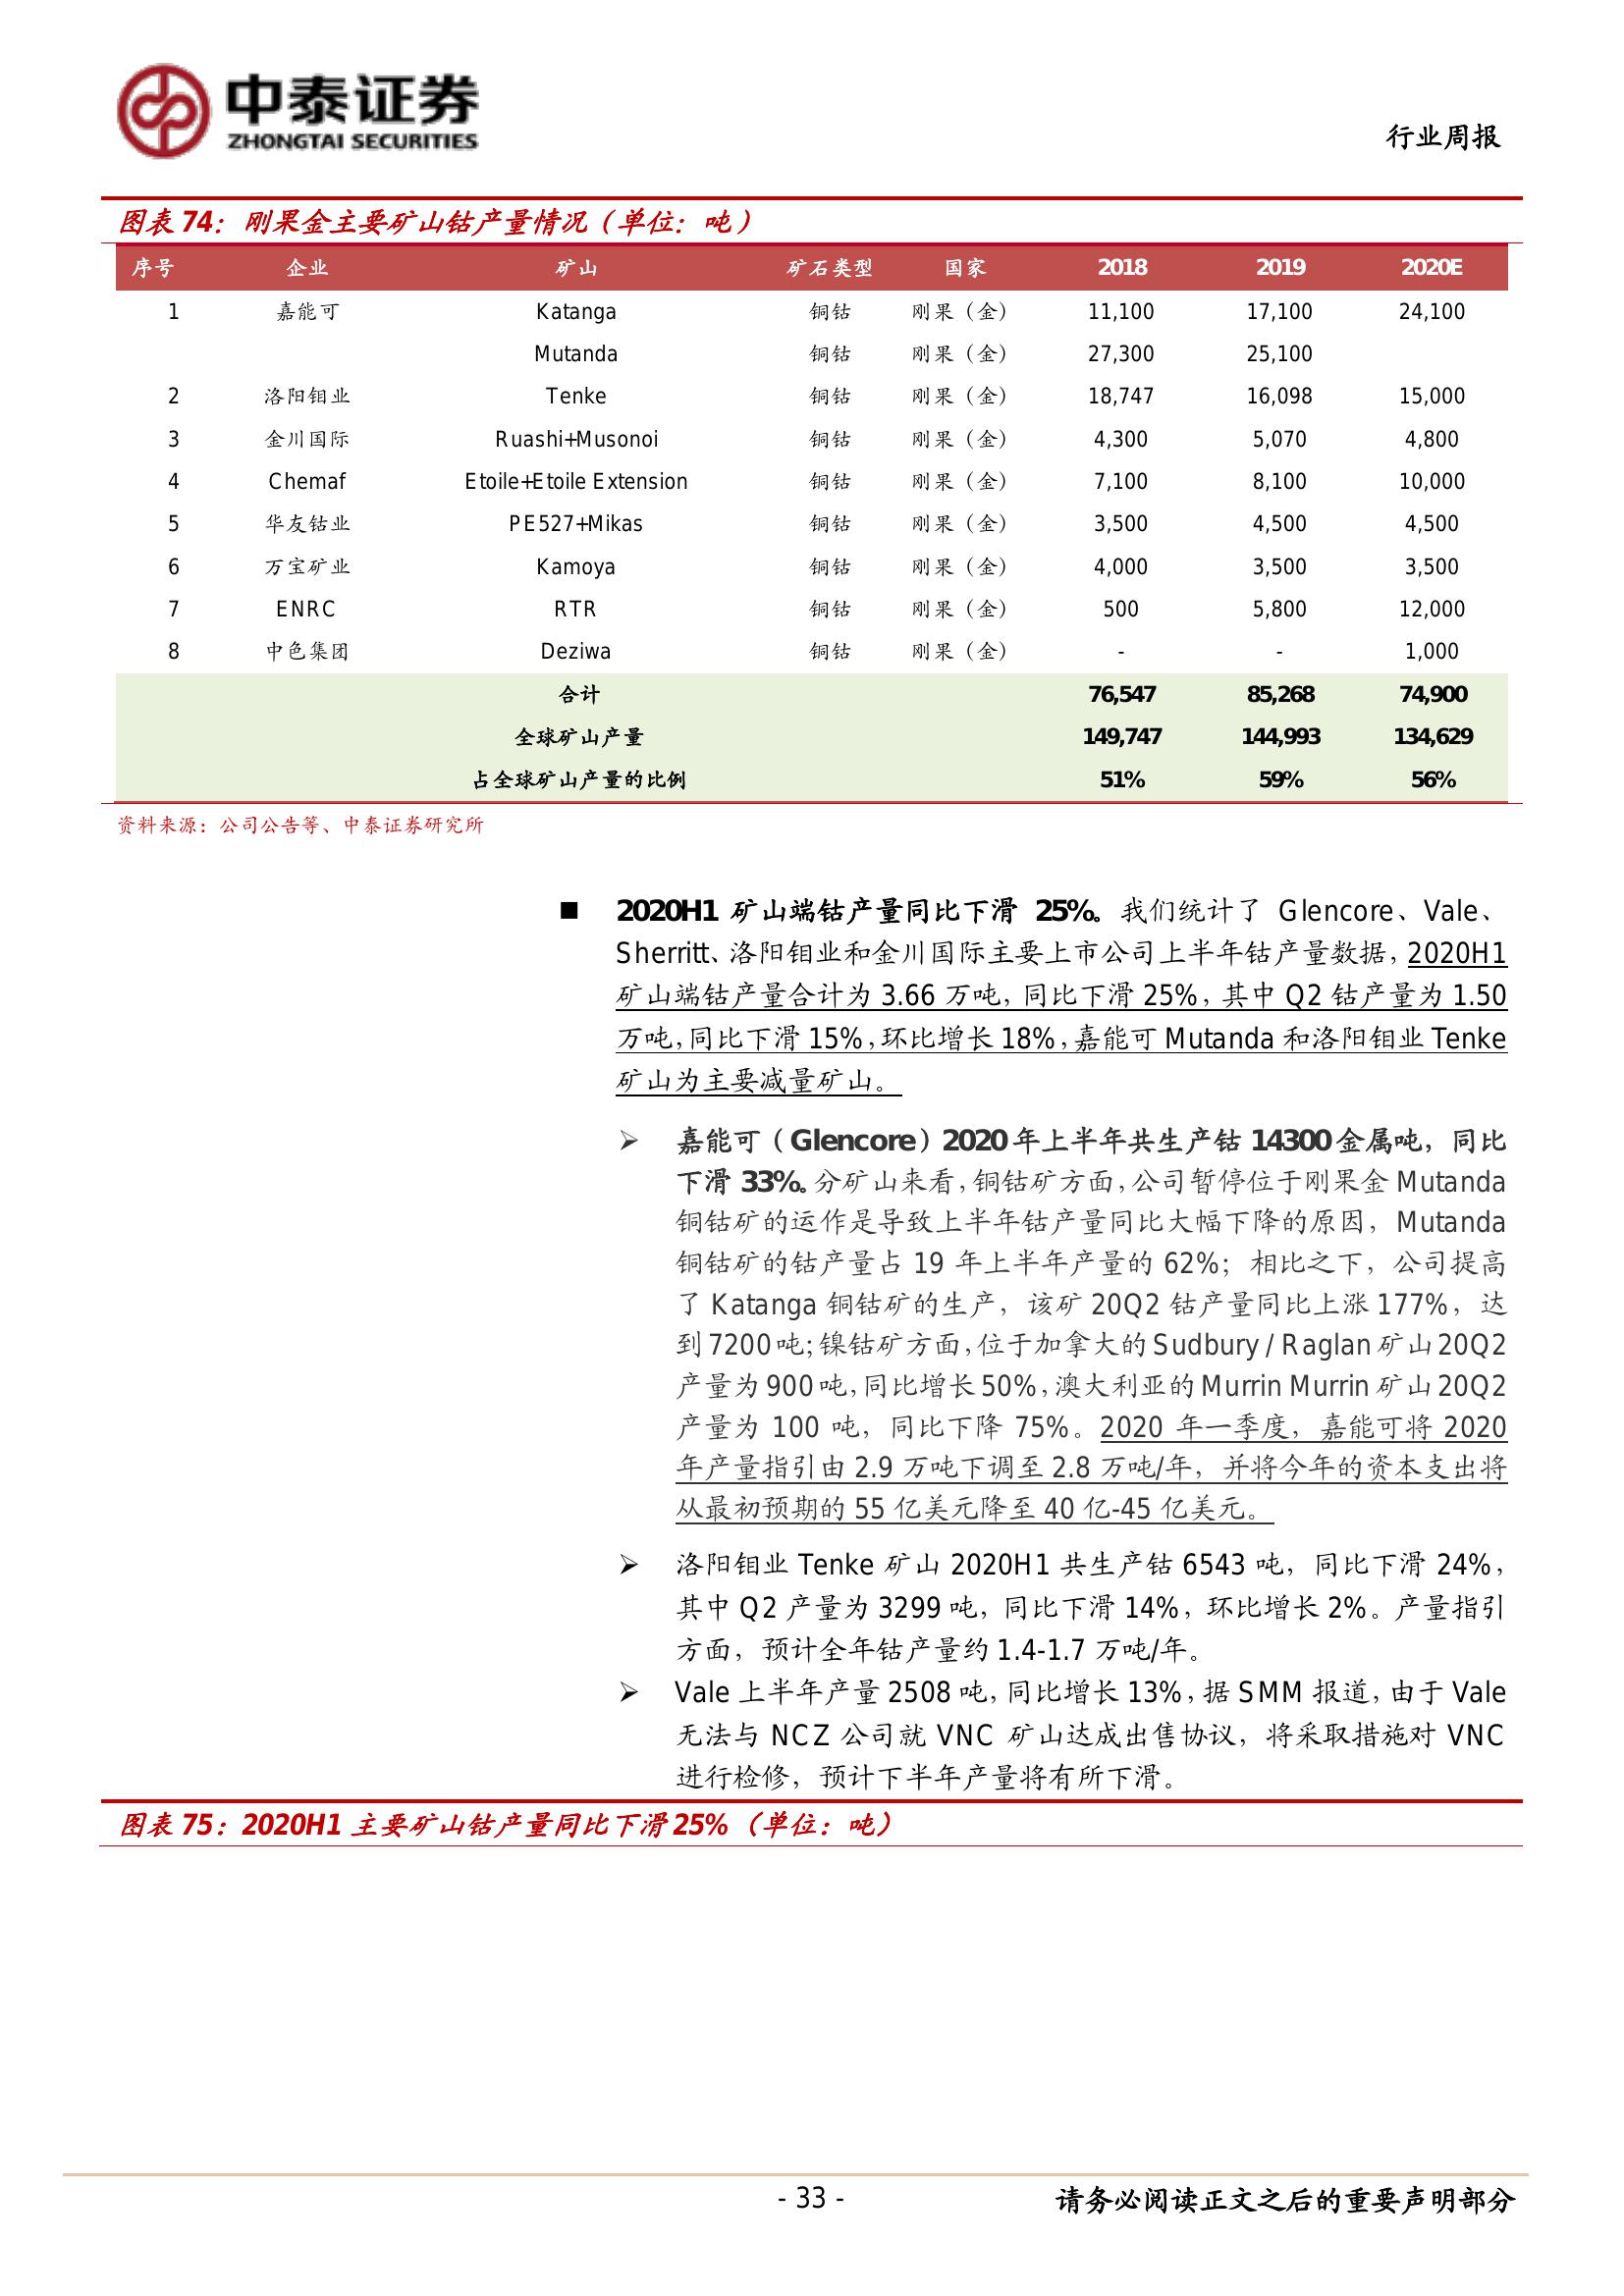 中泰证券
ZHONGTAI SECURITIES
行业周报
图表 74：刚果金主要矿山钴产量情况（单位：吨）
序号 企业 矿山 矿石类型 国家 2018 2019 2020E
1 嘉能可 Katanga 铜钴 刚果（金） 11,100 17,100 24,100
Mutanda 铜钴 刚果（金） 27,300 25,100
2 洛阳钼业 Tenke 铜钴 刚果（金） 18,747 16,098 15,000
3 金川国际 Ruashi+Musonoi 铜钴 刚果（金） 4,300 5,070 4,800
4 Chemaf Etoile+Etoile Extension 铜钴 刚果（金） 7,100 8,100 10,000
5 华友钴业 PE527+Mikas 铜钴 刚果（金） 3,500 4,500 4,500
6 万宝矿业 Kamoya 铜钴 刚果（金） 4,000 3,500 3,500
7 ENRC RTR 铜钴 刚果（金） 500 5,800 12,000
8 中色集团 Deziwa 铜钴 刚果（金） - - 1,000
合计 76,547 85,268 74,900
全球矿山产量 149,747 144,993 134,629
占全球矿山产量的比例 51% 59% 56%
资料来源：公司公告等、中泰证券研究所
■ 2020H1 矿山端钴产量同比下滑 25%。我们统计了 Glencore、Vale、
Sherritt、洛阳钼业和金川国际主要上市公司上半年钴产量数据，2020H1
矿山端钴产量合计为 3.66 万吨，同比下滑 25%，其中 Q2 钴产量为 1.50
万吨，同比下滑 15%，环比增长 18%，嘉能可 Mutanda 和洛阳钼业 Tenke
矿山为主要减量矿山。
➢ 嘉能可（Glencore）2020 年上半年共生产钴 14300 金属吨，同比
下滑 33%。分矿山来看，铜钴矿方面，公司暂停位于刚果金 Mutanda
铜钴矿的运作是导致上半年钴产量同比大幅下降的原因，Mutanda
铜钴矿的钴产量占 19 年上半年产量的 62%；相比之下，公司提高
了 Katanga 铜钴矿的生产，该矿 20Q2 钴产量同比上涨 177%，达
到 7200 吨；镍钴矿方面，位于加拿大的 Sudbury / Raglan 矿山 20Q2
产量为 900 吨，同比增长 50%，澳大利亚的 Murrin Murrin 矿山 20Q2
产量为 100 吨，同比下降 75%。2020 年一季度，嘉能可将 2020
年产量指引由 2.9 万吨下调至 2.8 万吨/年，并将今年的资本支出将
从最初预期的 55 亿美元降至 40 亿-45 亿美元。
➢ 洛阳钼业 Tenke 矿山 2020H1 共生产钴 6543 吨，同比下滑 24%，
其中 Q2 产量为 3299 吨，同比下滑 14%，环比增长 2%。产量指引
方面，预计全年钴产量约 1.4-1.7 万吨/年。
➢ Vale 上半年产量 2508 吨，同比增长 13%，据 SMM 报道，由于 Vale
无法与 NCZ 公司就 VNC 矿山达成出售协议，将采取措施对 VNC
进行检修，预计下半年产量将有所下滑。
图表 75：2020H1 主要矿山钴产量同比下滑 25%（单位：吨）
- 33 -
请务必阅读正文之后的重要声明部分